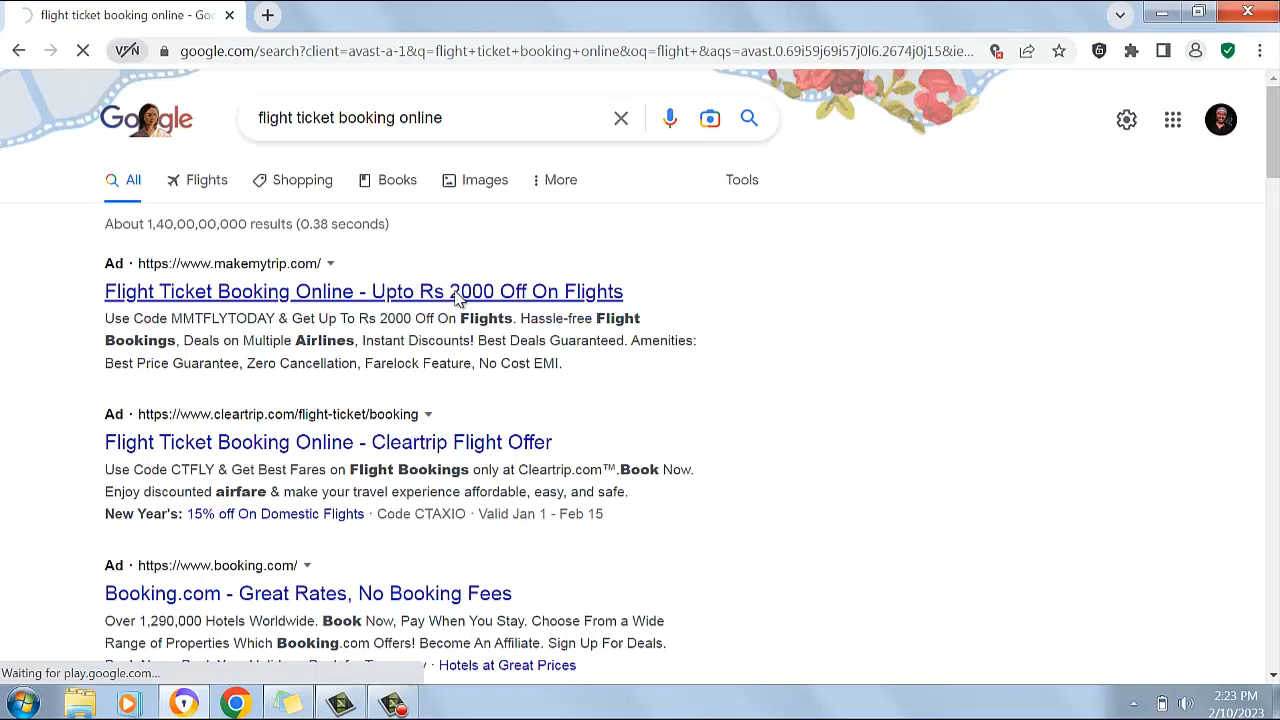 flight ticket booking online - Goo
VPN
google.com/search?client=avast-a-1&q=flight+ticket+booking+online&oq=flight+&aqs=avast.0.69i59j69i57j0l6.2674j0j15&ie...
Google
flight ticket booking online
All
Flights
Shopping
Books
Images
More
Tools
About 1,40,00,00,000 results (0.38 seconds)
Ad · https://www.makemytrip.com/
Flight Ticket Booking Online - Upto Rs 2000 Off On Flights
Use Code MMTFLYTODAY & Get Up To Rs 2000 Off On Flights. Hassle-free Flight
Bookings, Deals on Multiple Airlines, Instant Discounts! Best Deals Guaranteed. Amenities:
Best Price Guarantee, Zero Cancellation, Farelock Feature, No Cost EMI.
Ad · https://www.cleartrip.com/flight-ticket/booking
Flight Ticket Booking Online - Cleartrip Flight Offer
Use Code CTFLY & Get Best Fares on Flight Bookings only at Cleartrip.com™.Book Now.
Enjoy discounted airfare & make your travel experience affordable, easy, and safe.
New Year's: 15% off On Domestic Flights · Code CTAXIO · Valid Jan 1 - Feb 15
Ad · https://www.booking.com/
Booking.com - Great Rates, No Booking Fees
Over 1,290,000 Hotels Worldwide. Book Now, Pay When You Stay. Choose From a Wide
Range of Properties Which Booking.com Offers! Become An Affiliate. Sign Up For Deals.
· Hotels at Great Prices
Waiting for play.google.com...
2:23 PM
2/10/2023